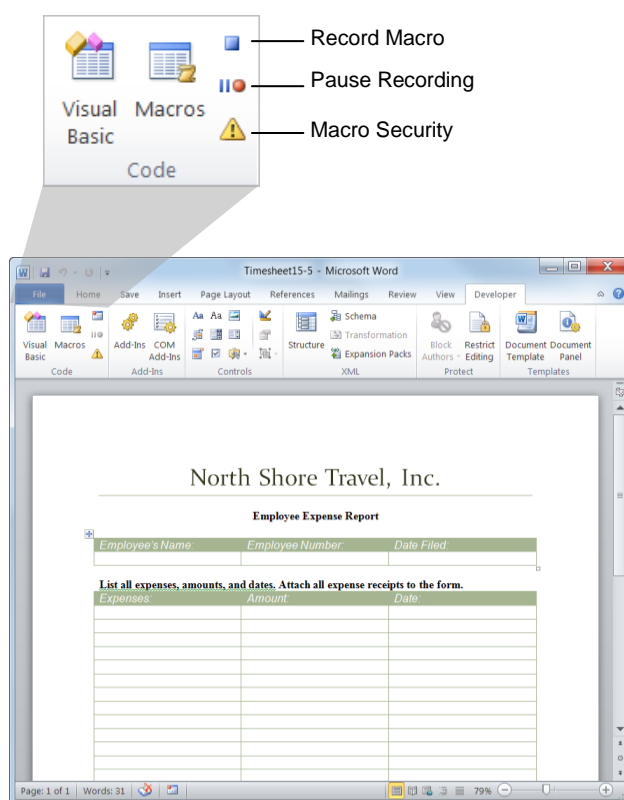 Record Macro
Pause Recording
Macro Security
Visual Basic
Macros
Code
Timesheet15-5 - Microsoft Word
File Home Save Insert Page Layout References Mailings Review View Developer
Visual Basic
Macros
Code
Add-Ins
COM Add-Ins
Add-Ins
Aa Aa
Controls
Structure
Schema
Transformation
Expansion Packs
XML
Block Authors
Restrict Editing
Protect
Document Template
Document Panel
Templates
North Shore Travel, Inc.
Employee Expense Report
Employee's Name: Employee Number: Date Filed:
List all expenses, amounts, and dates. Attach all expense receipts to the form.
Expenses: Amount: Date:
Page: 1 of 1 Words: 31 79%